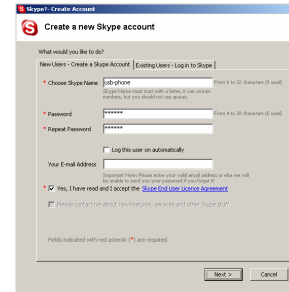 Skype?- Create Account
Create a new Skype account
What would you like to do?
New Users - Create a Skype Account
Existing Users - Log in to Skype
* Choose Skype Name
usb-phone
From 6 to 32 characters (9 used)
Skype Name must start with a letter, it can contain
numbers, but you should not use spaces.
* Password
*******
From 4 to 20 characters (6 used)
* Repeat Password
*******
Log this user on automatically
Your E-mail Address
Important Note: Please enter your valid email address or else we will
be unable to send you your password if you forget it
* Yes, I have read and I accept the Skype End User Licence Agreement
Please contact me about new features, services and other Skype stuff
Fields indicated with red asterisk (*) are required.
Next >
Cancel